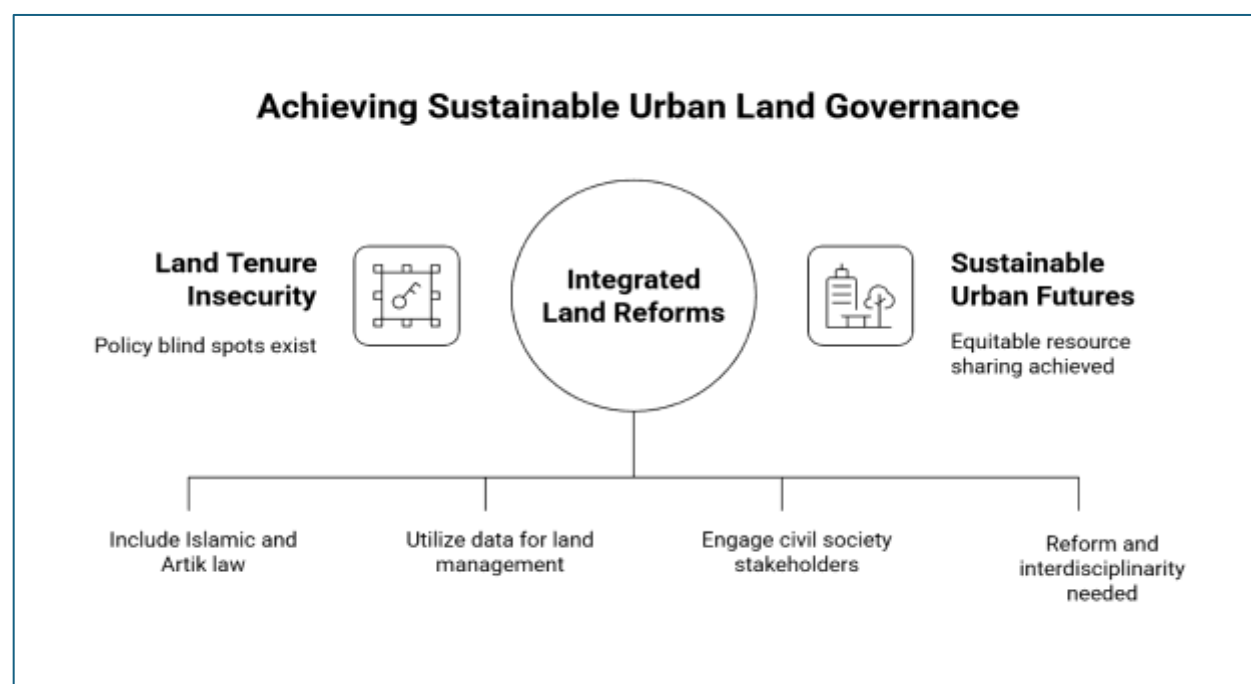 Achieving Sustainable Urban Land Governance
Land Tenure
Insecurity
Policy blind spots exist
Integrated
Land Reforms
Sustainable
Urban Futures
Equitable resource
sharing achieved
Include Islamic and
Artik law
Utilize data for land
management
Engage civil society
stakeholders
Reform and
interdisciplinarity
needed